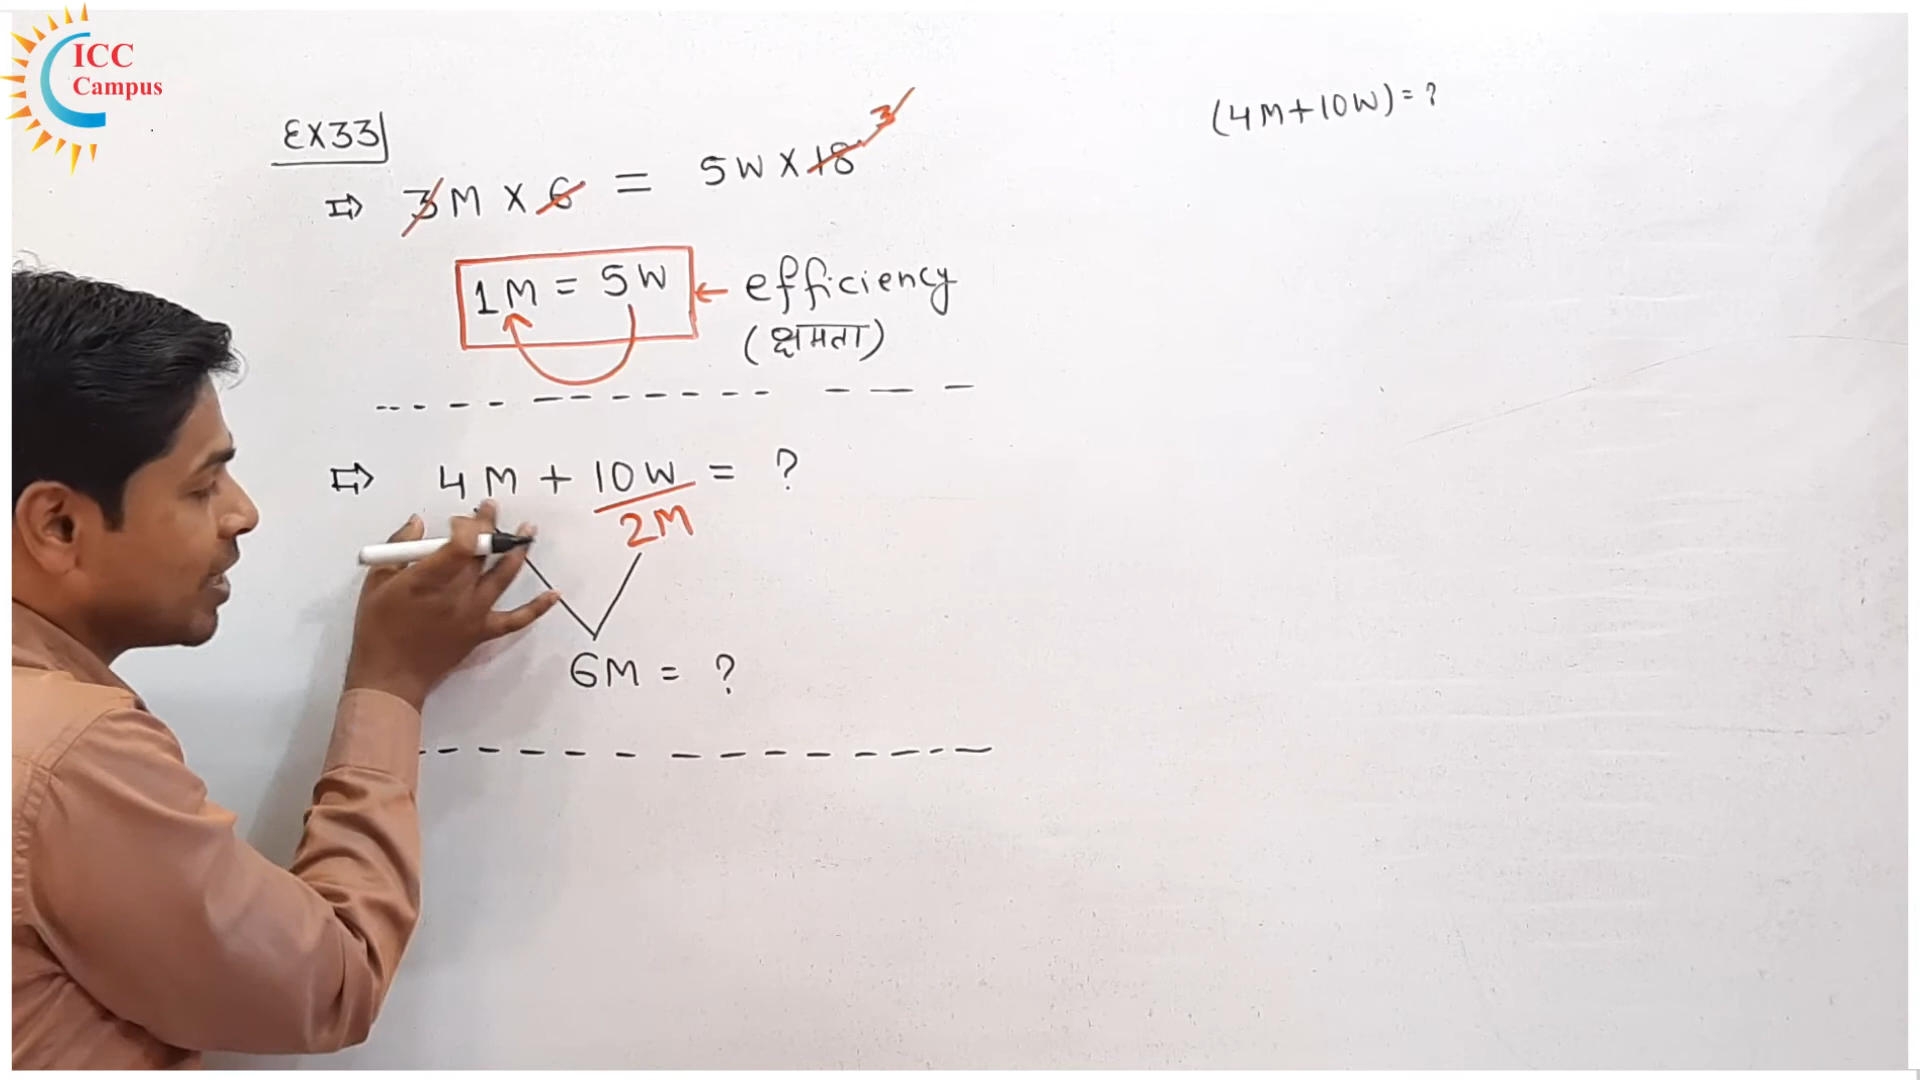 ICC
Campus
EX33
⇨ 3M × 6 = 5W × 18 3
1M = 5W ← efficiency
(क्षमता)
⇨ 4M + 10W = ?
2M
6M = ?
(4M+10W) = ?